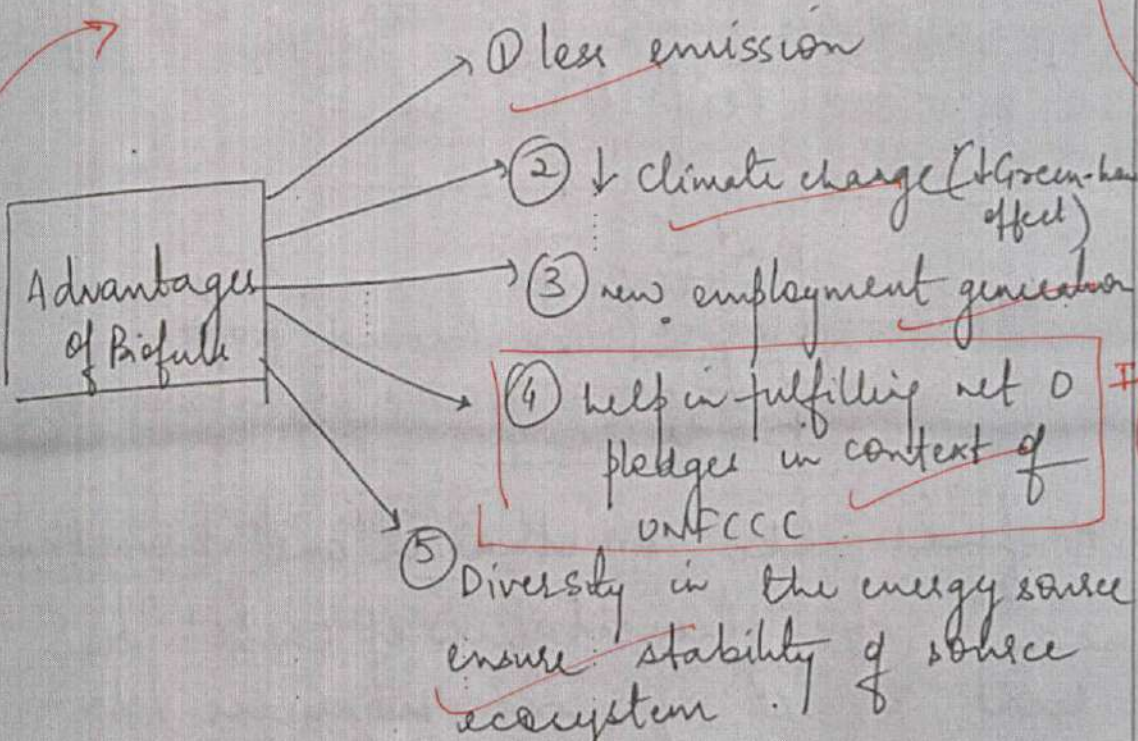 ① less emission
② ↓ climate change (↓Green-hou
effect)
③ new employment generation
Advantages
of Biofuels
④ help in fulfilling net 0
pledges in context of
UNFCCC
⑤ Diversity in the energy source
ensure stability of source
ecosystem.